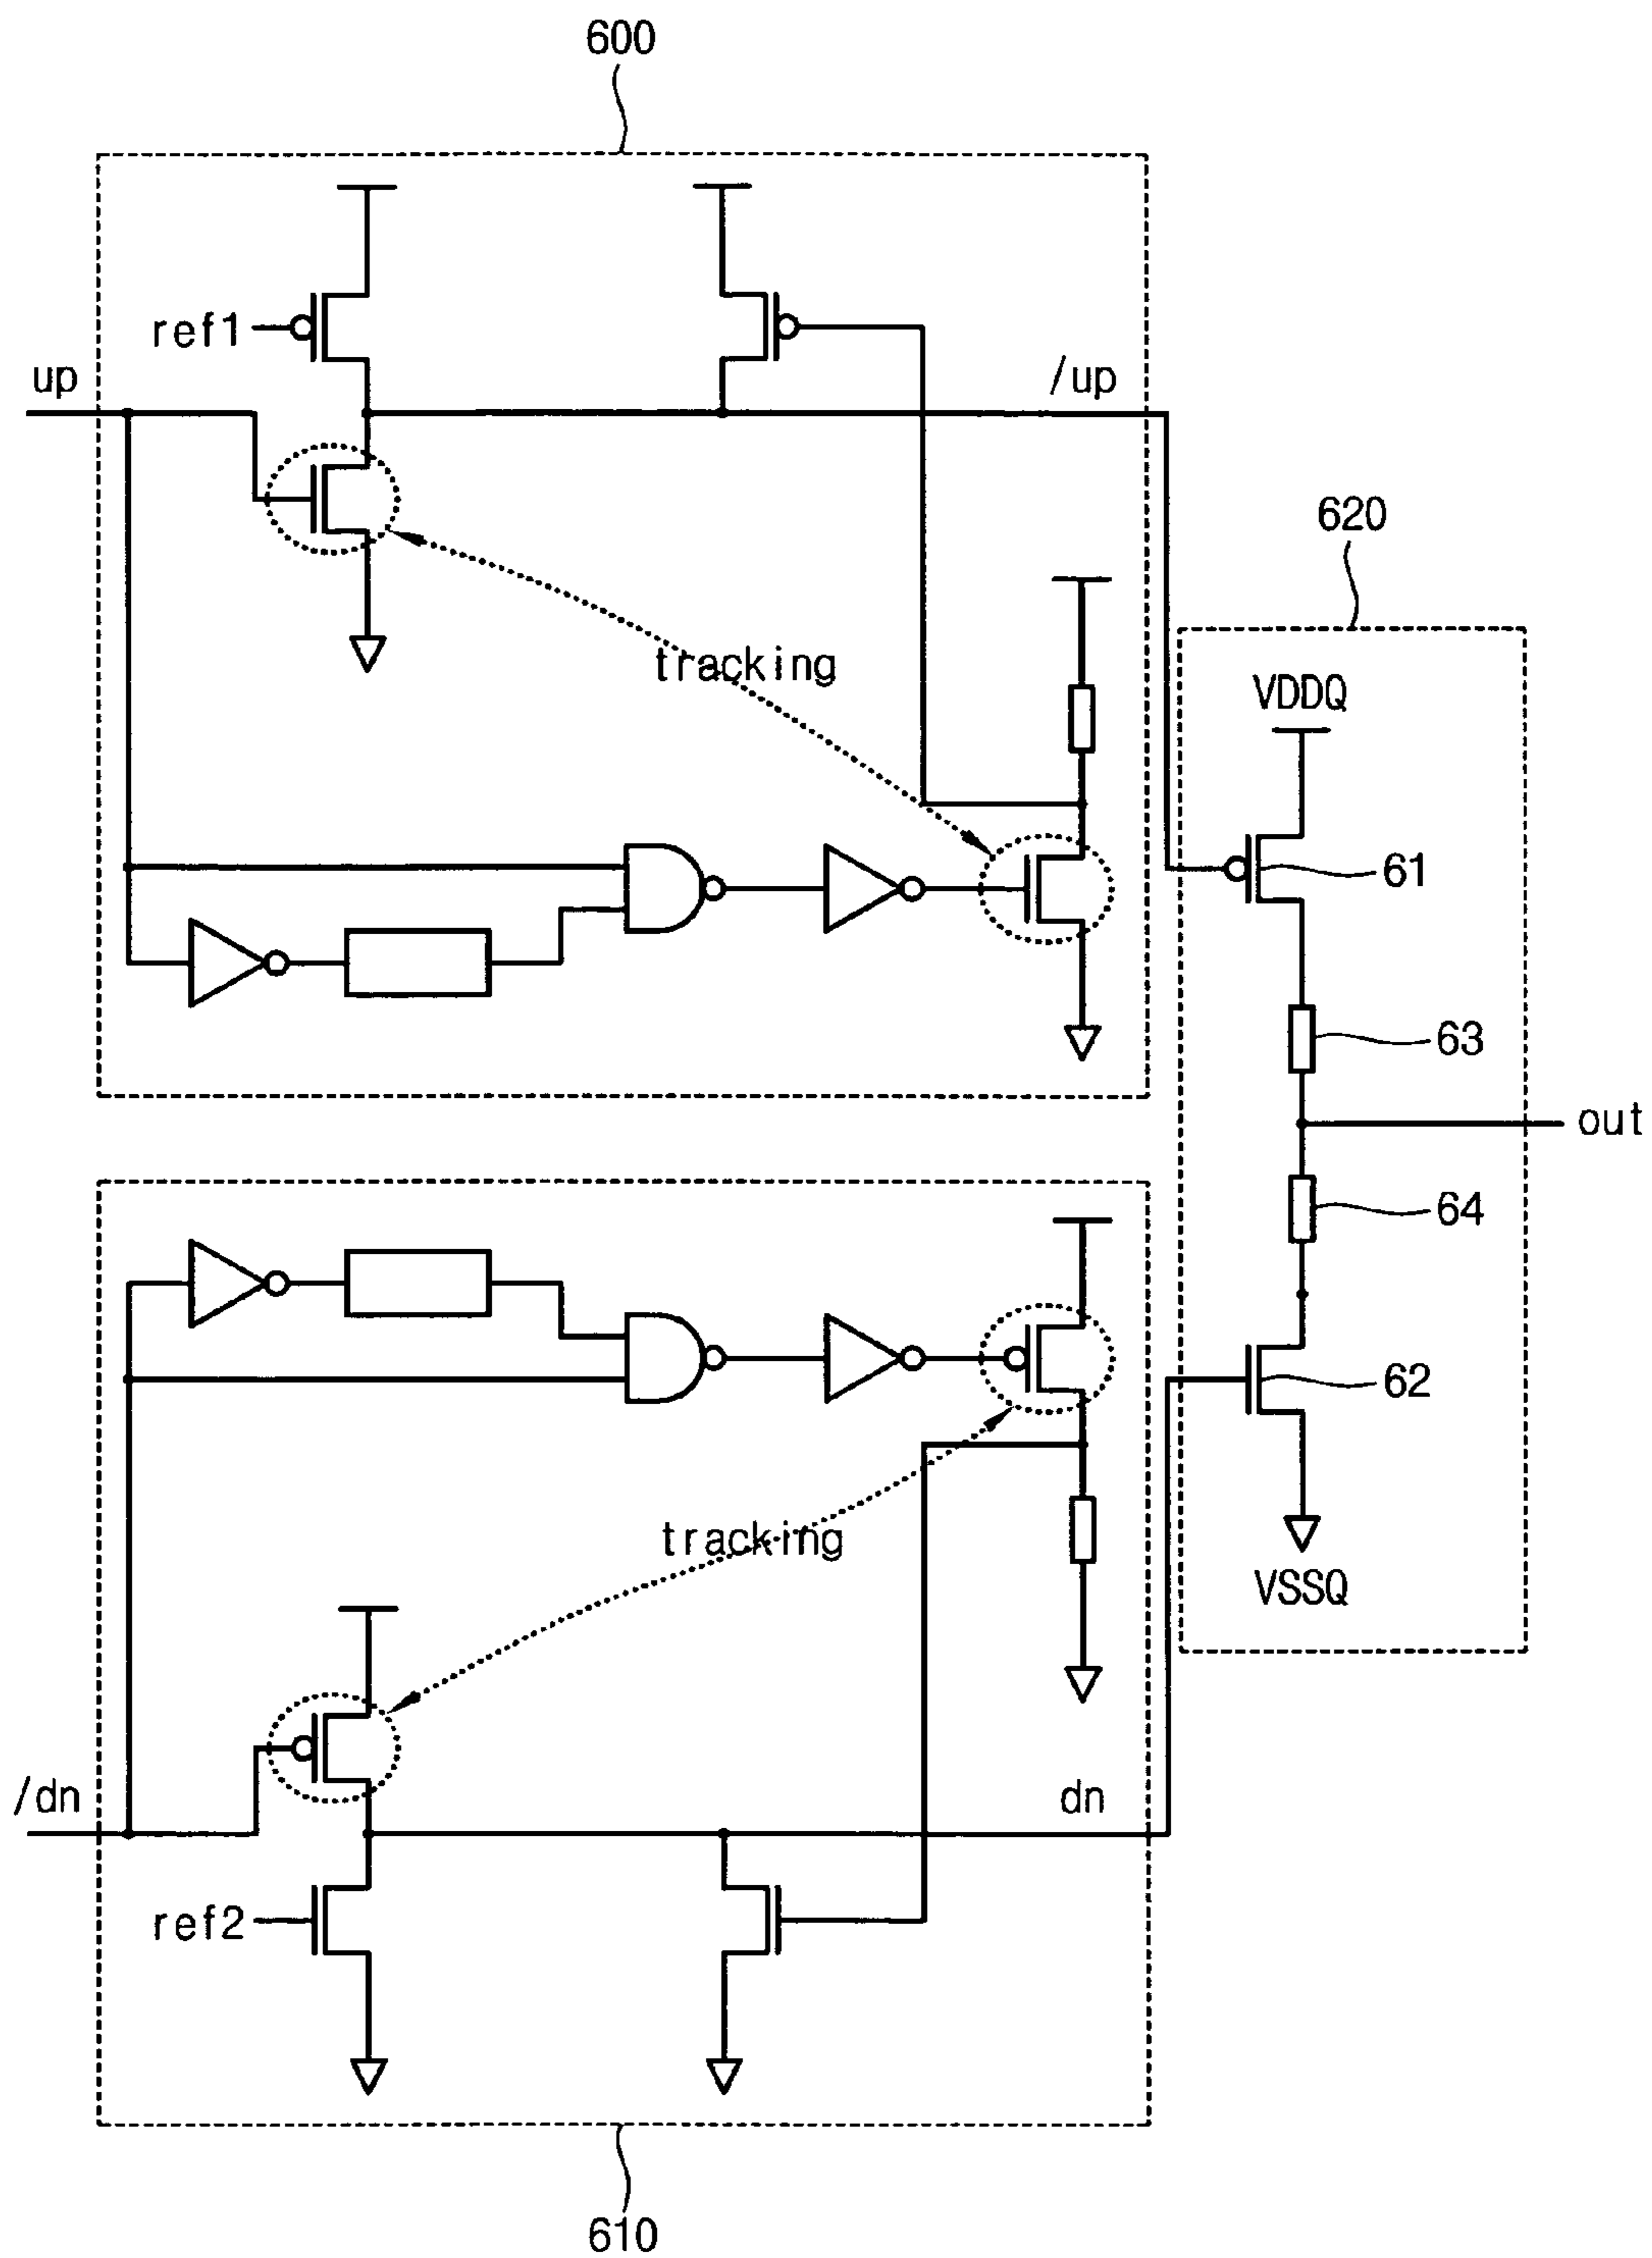 600
ref1
up
/up
tracking
620
VDDQ
61
63
out
64
62
tracking
VSSQ
/dn
dn
ref2
610